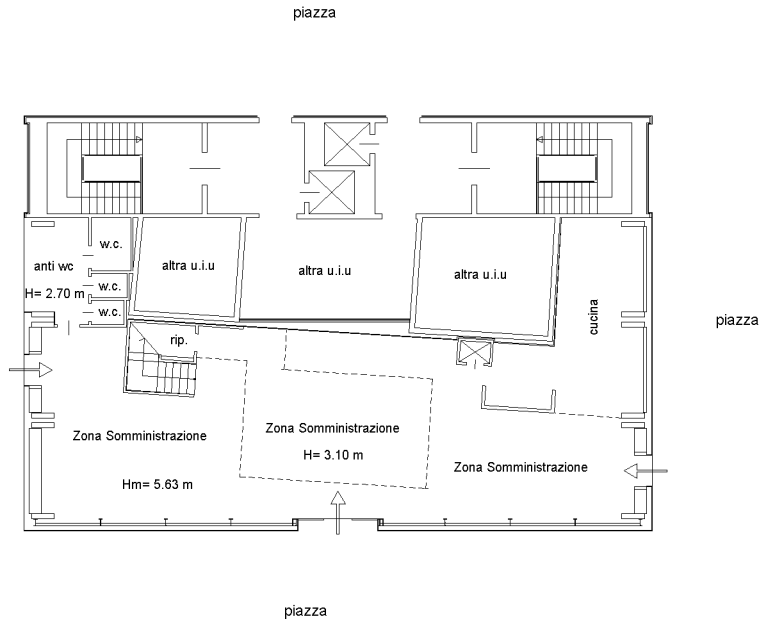 piazza
w.c.
anti wc
altra u.i.u
altra u.i.u
altra u.i.u
w.c.
H= 2.70 m
w.c.
cucina
piazza
rip.
Zona Somministrazione
Zona Somministrazione
H= 3.10 m
Zona Somministrazione
Hm= 5.63 m
piazza